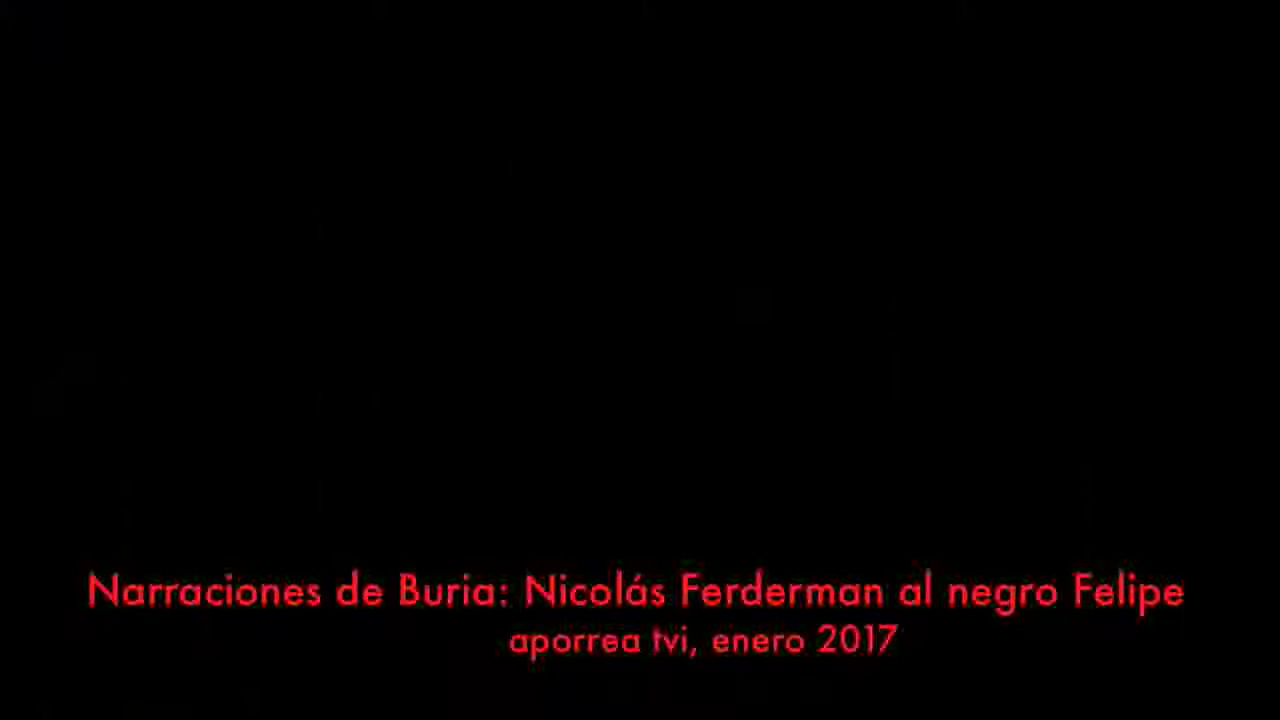 Narraciones de Buria: Nicolás Ferderman al negro Felipe
aporrea tvi, enero 2017